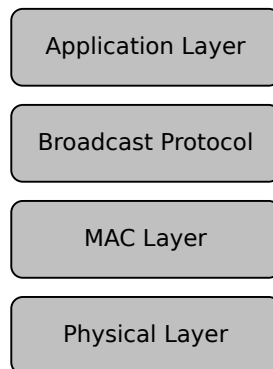 Application Layer
Broadcast Protocol
MAC Layer
Physical Layer